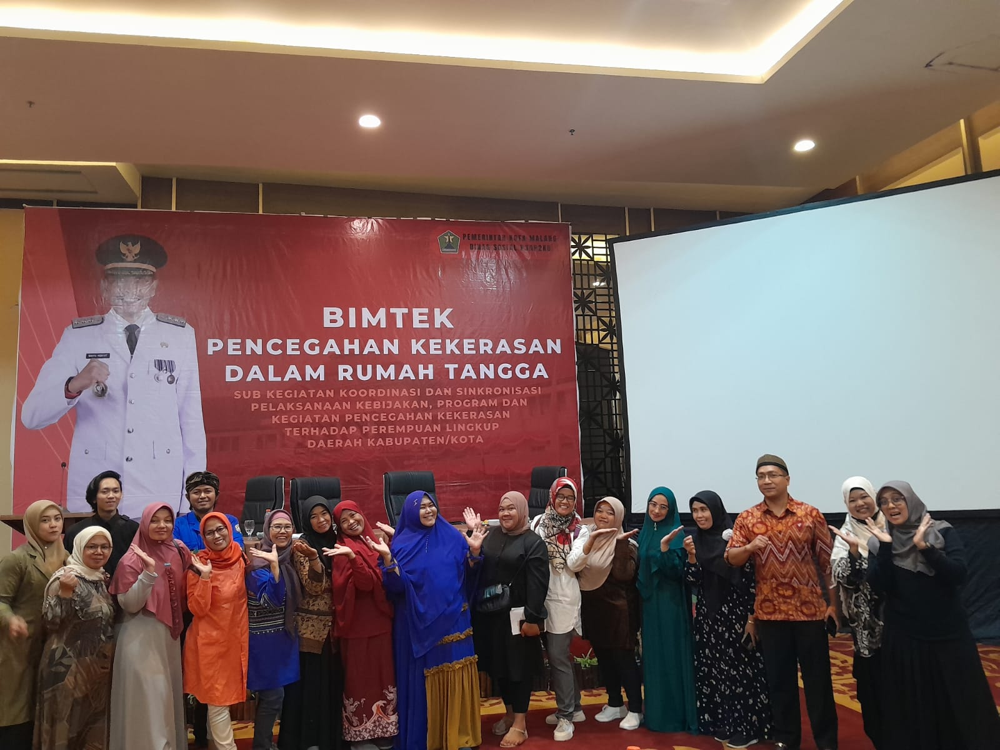 PEMERINTAH KOTA MALANG
DINAS SOSIAL P3AP2KB
BIMTEK
PENCEGAHAN KEKERASAN
DALAM RUMAH TANGGA
SUB KEGIATAN KOORDINASI DAN SINKRONISASI
PELAKSANAAN KEBIJAKAN, PROGRAM DAN
KEGIATAN PENCEGAHAN KEKERASAN
TERHADAP PEREMPUAN LINGKUP
DAERAH KABUPATEN/KOTA